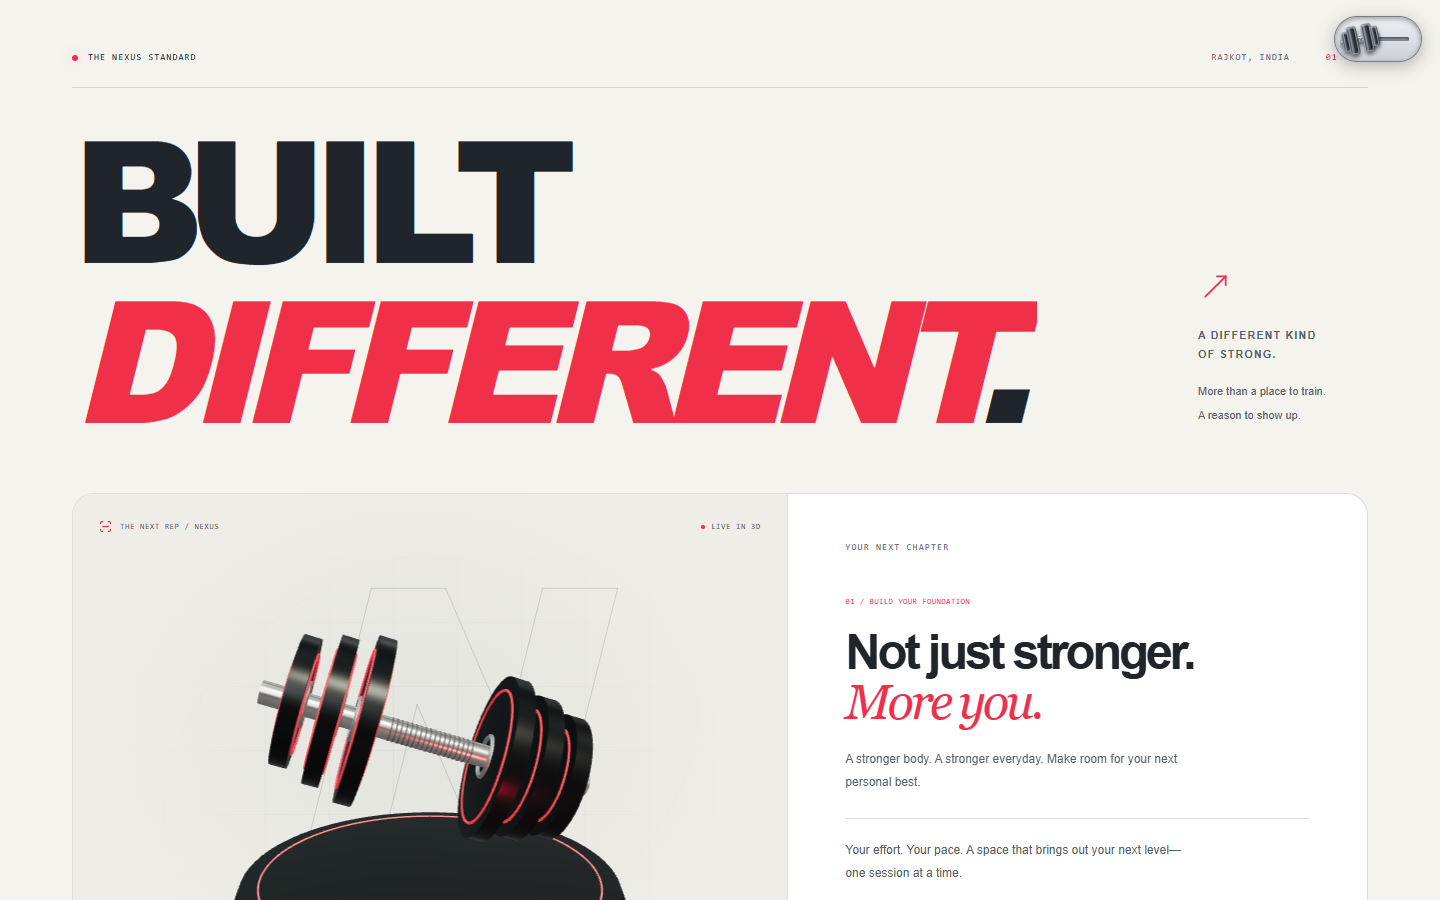 THE NEXUS STANDARD
RAJKOT, INDIA
01
BUILT
DIFFERENT.
A DIFFERENT KIND
OF STRONG.
More than a place to train.
A reason to show up.
THE NEXT REP / NEXUS
LIVE IN 3D
YOUR NEXT CHAPTER
01 / BUILD YOUR FOUNDATION
Not just stronger.
More you.
A stronger body. A stronger everyday. Make room for your next
personal best.
Your effort. Your pace. A space that brings out your next level—
one session at a time.